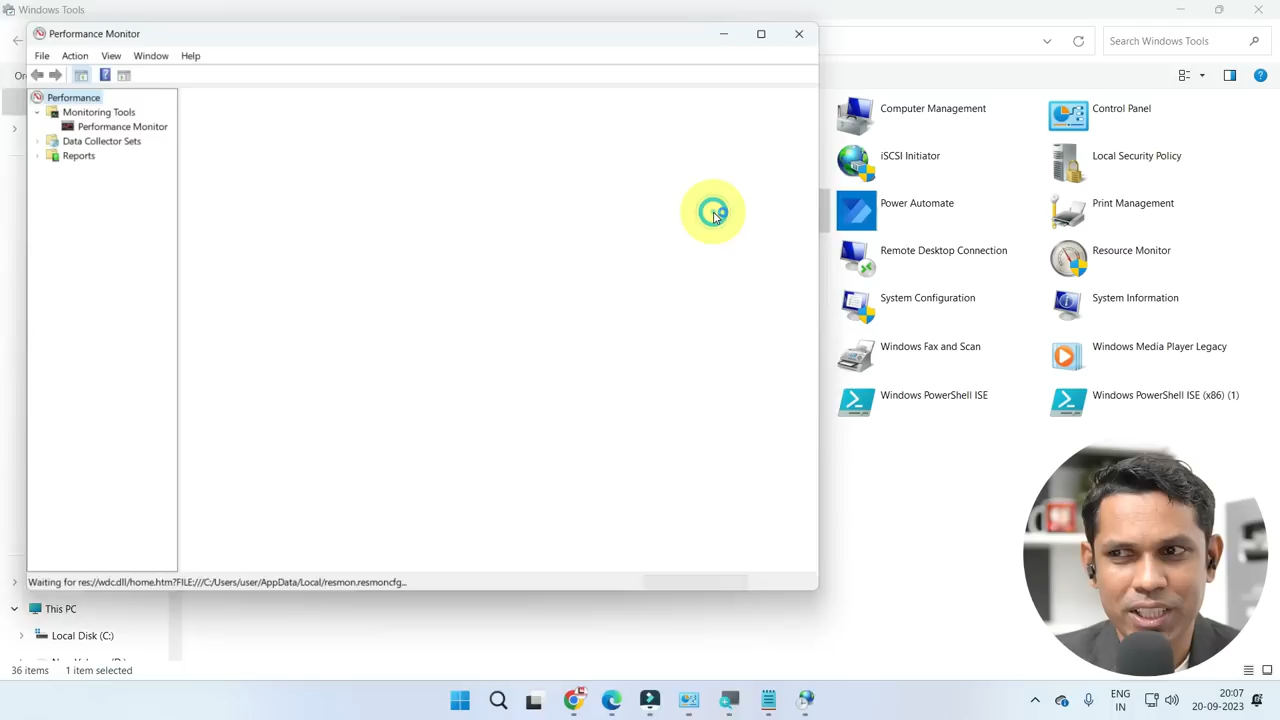 Windows Tools
Performance Monitor
File Action View Window Help
Search Windows Tools
Performance
Monitoring Tools
Performance Monitor
Data Collector Sets
Reports
Computer Management
Control Panel
iSCSI Initiator
Local Security Policy
Power Automate
Print Management
Remote Desktop Connection
Resource Monitor
System Configuration
System Information
Windows Fax and Scan
Windows Media Player Legacy
Windows PowerShell ISE
Windows PowerShell ISE (x86) (1)
Waiting for res://wdc.dll/home.htm?FILE:///C:/Users/user/AppData/Local/resmon.resmoncfg...
This PC
Local Disk (C:)
36 items 1 item selected
ENG
IN
20:07
20-09-2023